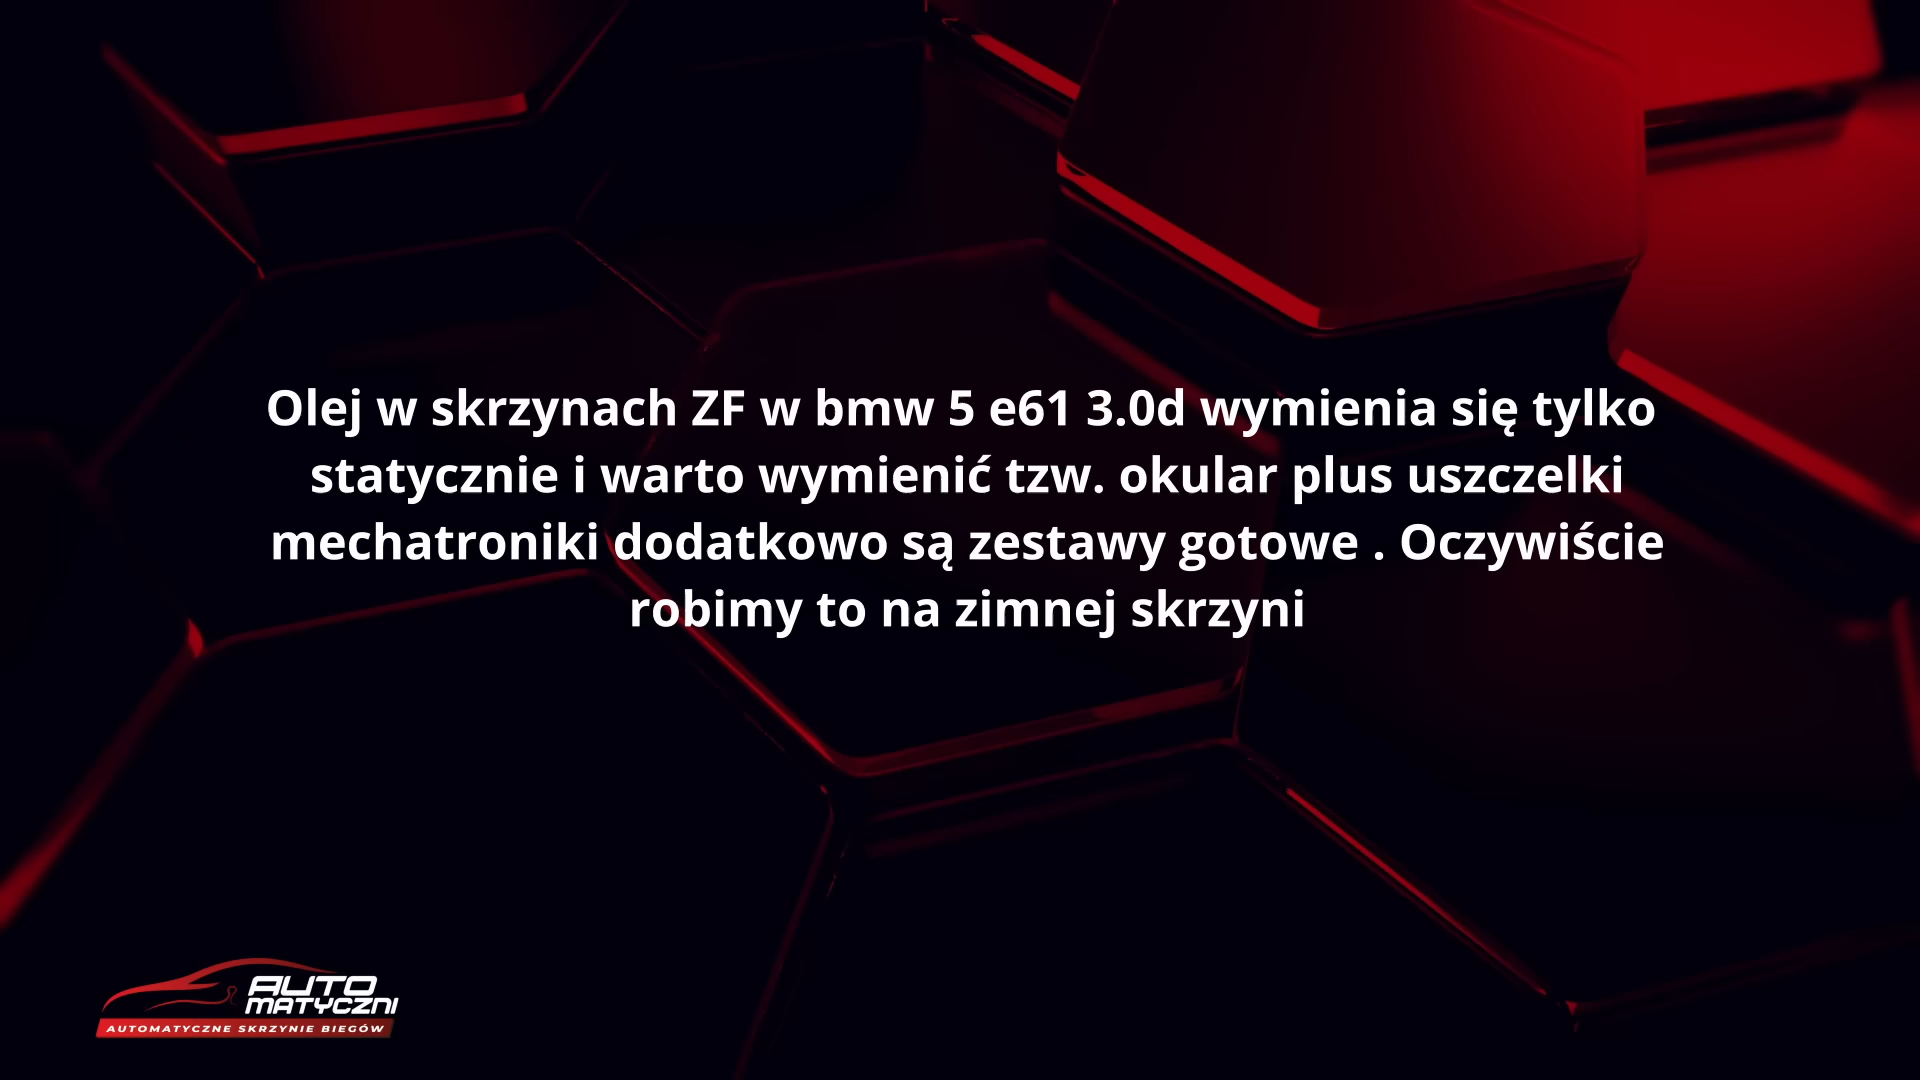 Olej w skrzynach ZF w bmw 5 e61 3.0d wymienia się tylko
statycznie i warto wymienić tzw. okular plus uszczelki
mechatroniki dodatkowo są zestawy gotowe . Oczywiście
robimy to na zimnej skrzyni
AUTO
MATYCZNI
AUTOMATYCZNE SKRZYNIE BIEGÓW